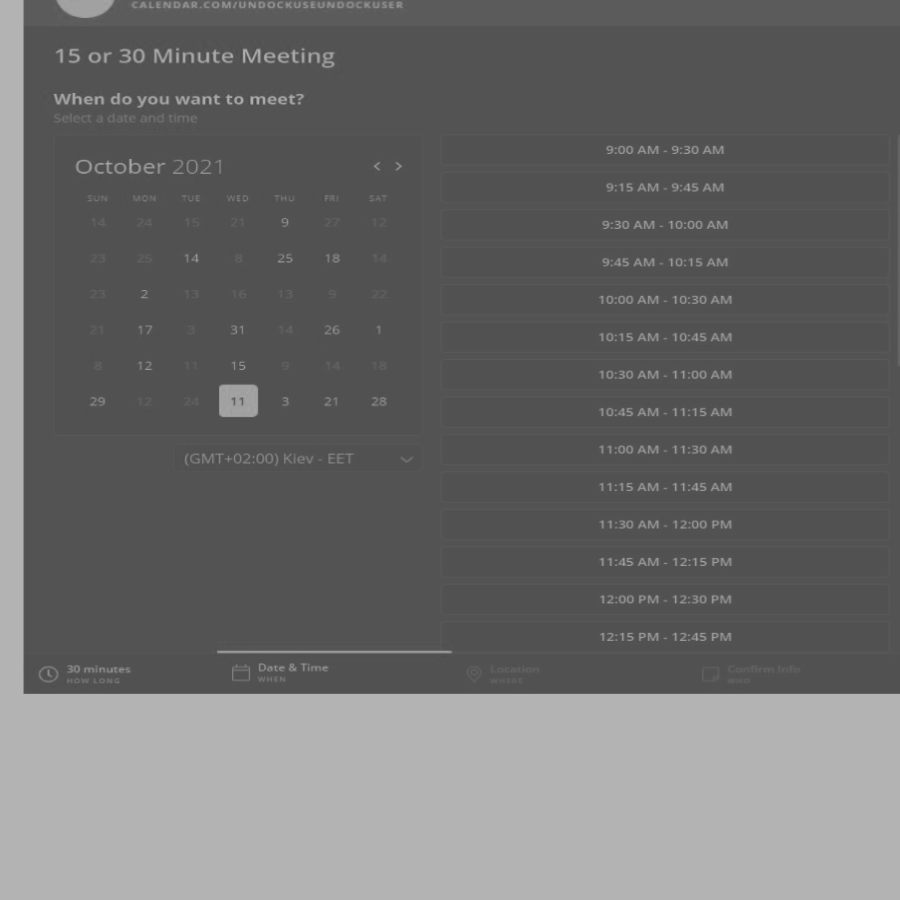 CALENDAR.COM/UNDOCKUSEUNDOCKUSER
15 or 30 Minute Meeting
When do you want to meet?
Select a date and time
October 2021 < >
SUN MON TUE WED THU FRI SAT
14 24 15 21 9 27 12
23 25 14 8 25 18 14
23 2 13 16 13 9 22
21 17 3 31 14 26 1
8 12 11 15 9 14 18
29 12 24 11 3 21 28
(GMT+02:00) Kiev - EET
9:00 AM - 9:30 AM
9:15 AM - 9:45 AM
9:30 AM - 10:00 AM
9:45 AM - 10:15 AM
10:00 AM - 10:30 AM
10:15 AM - 10:45 AM
10:30 AM - 11:00 AM
10:45 AM - 11:15 AM
11:00 AM - 11:30 AM
11:15 AM - 11:45 AM
11:30 AM - 12:00 PM
11:45 AM - 12:15 PM
12:00 PM - 12:30 PM
12:15 PM - 12:45 PM
30 minutes
HOW LONG
Date & Time
WHEN
Location
WHERE
Confirm Info
WHO